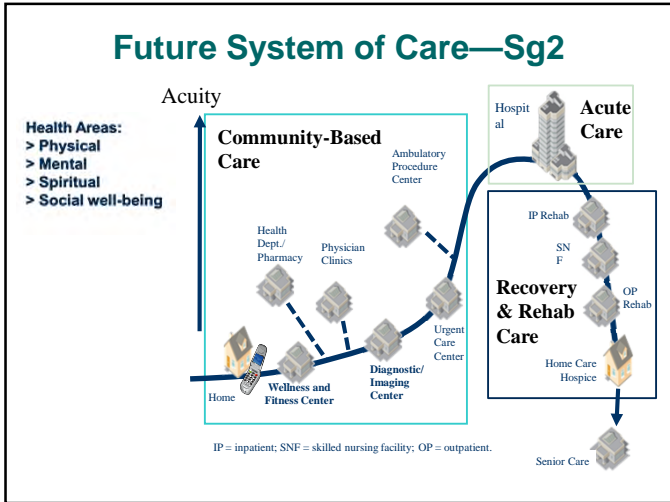 Future System of Care—Sg2
Acuity
Health Areas:
> Physical
> Mental
> Spiritual
> Social well-being
Community-Based
Care
Ambulatory
Procedure
Center
Health
Dept./
Pharmacy
Physician
Clinics
Urgent
Care
Center
Diagnostic/
Imaging
Center
Wellness and
Fitness Center
Home
Hospit
al
Acute
Care
IP Rehab
SN
F
Recovery
& Rehab
Care
OP
Rehab
Home Care
Hospice
Senior Care
IP = inpatient; SNF = skilled nursing facility; OP = outpatient.